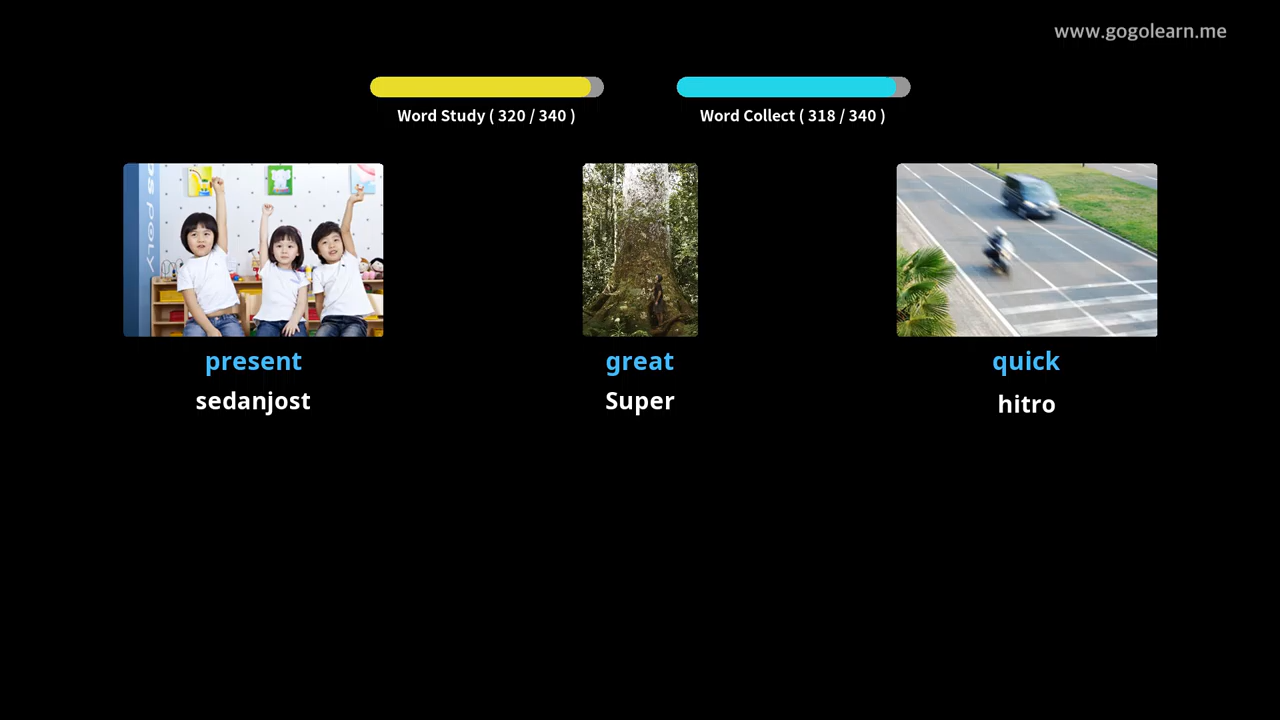 www.gogolearn.me
Word Study ( 320 / 340 )
Word Collect ( 318 / 340 )
present
sedanjost
great
Super
quick
hitro